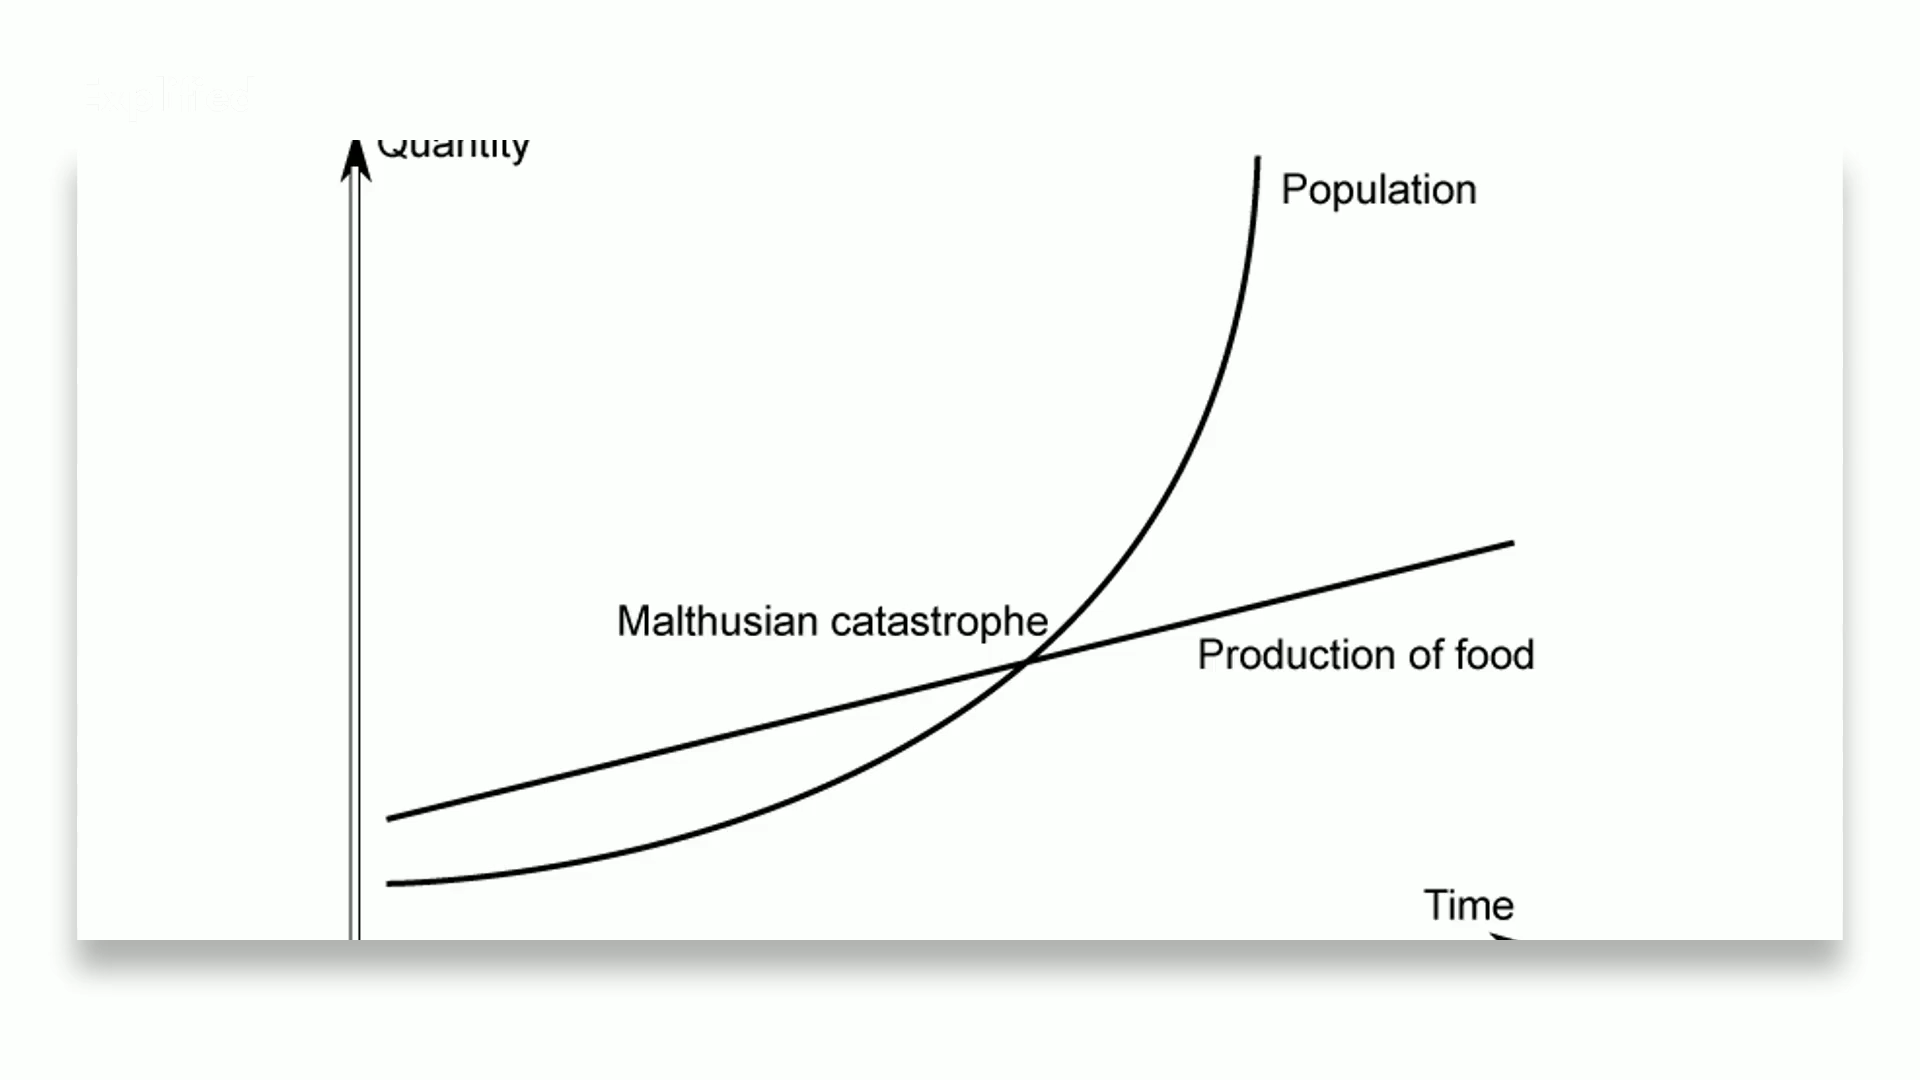 Quantity
Population
Malthusian catastrophe
Production of food
Time